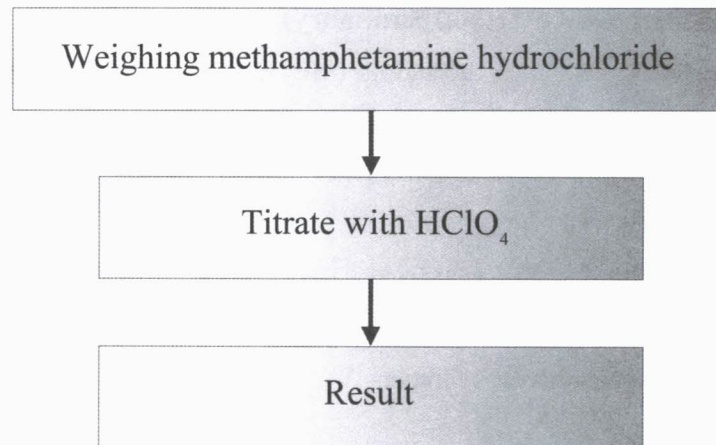 Weighing methamphetamine hydrochloride
Titrate with HClO₄
Result